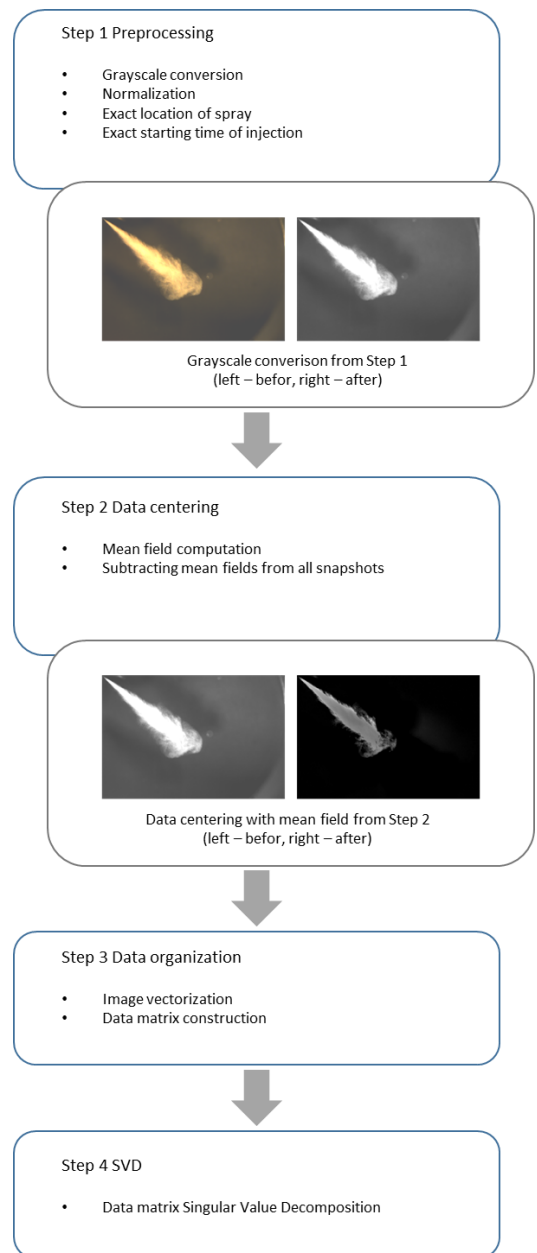 Step 1 Preprocessing
• Grayscale conversion
• Normalization
• Exact location of spray
• Exact starting time of injection
Grayscale converison from Step 1
(left – befor, right – after)
Step 2 Data centering
• Mean field computation
• Subtracting mean fields from all snapshots
Data centering with mean field from Step 2
(left – befor, right – after)
Step 3 Data organization
• Image vectorization
• Data matrix construction
Step 4 SVD
• Data matrix Singular Value Decomposition